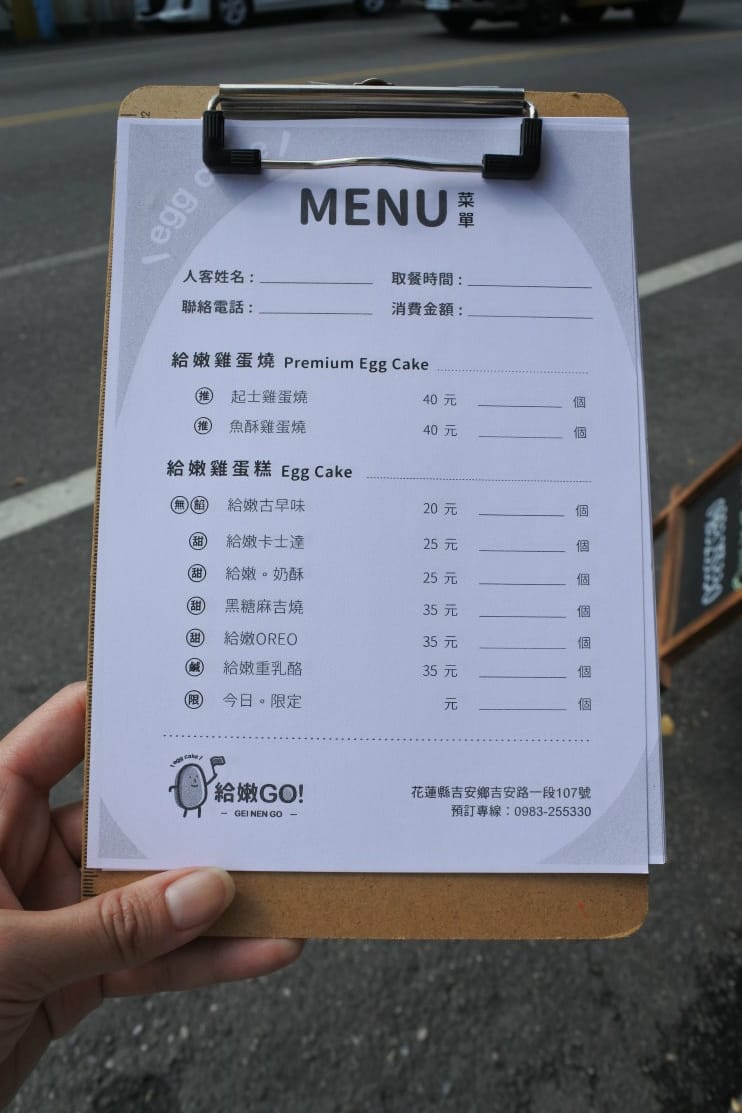 egg cake
MENU 菜單
人客姓名： 取餐時間：
聯絡電話： 消費金額：
給嫩雞蛋燒 Premium Egg Cake
推 起士雞蛋燒 40 元 個
推 魚酥雞蛋燒 40 元 個
給嫩雞蛋糕 Egg Cake
無 餡 給嫩古早味 20 元 個
甜 給嫩卡士達 25 元 個
甜 給嫩。奶酥 25 元 個
甜 黑糖麻吉燒 35 元 個
甜 給嫩OREO 35 元 個
鹹 給嫩重乳酪 35 元 個
限 今日。限定 元 個
egg cake
給嫩GO!
– GEI NEN GO –
花蓮縣吉安鄉吉安路一段107號
預訂專線：0983-255330